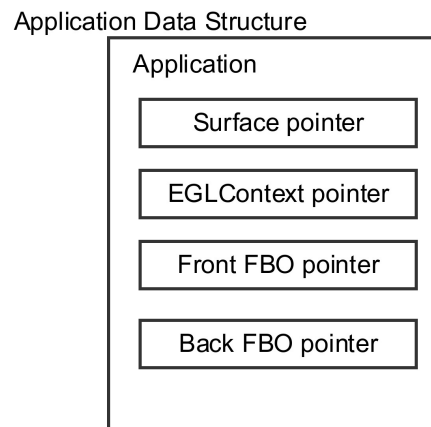 Application Data Structure
Application
Surface pointer
EGLContext pointer
Front FBO pointer
Back FBO pointer